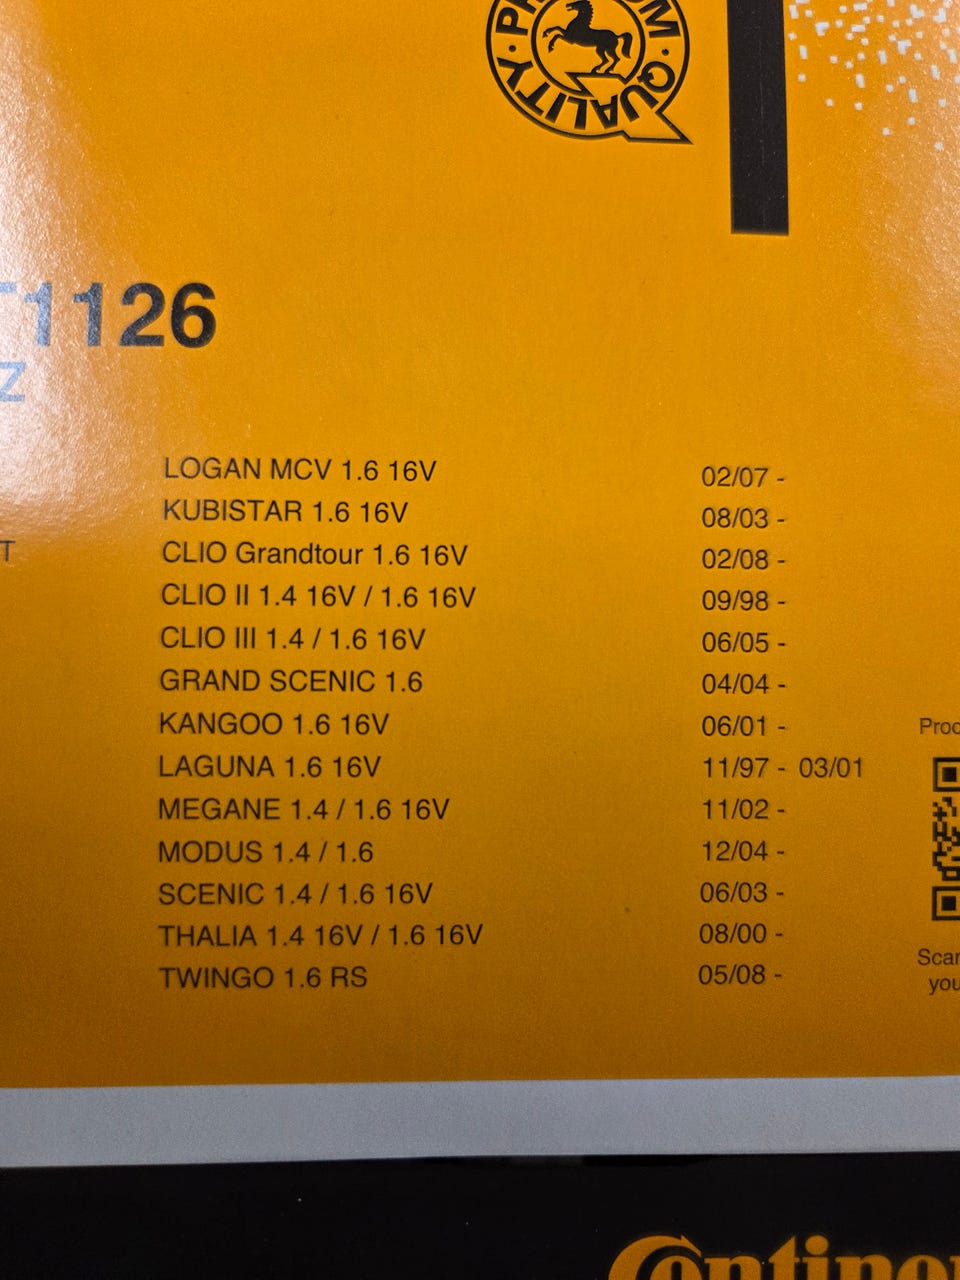 QUALITY
1126
Z
LOGAN MCV 1.6 16V 02/07 -
KUBISTAR 1.6 16V 08/03 -
T
CLIO Grandtour 1.6 16V 02/08 -
CLIO II 1.4 16V / 1.6 16V 09/98 -
CLIO III 1.4 / 1.6 16V 06/05 -
GRAND SCENIC 1.6 04/04 -
KANGOO 1.6 16V 06/01 -
LAGUNA 1.6 16V 11/97 - 03/01
MEGANE 1.4 / 1.6 16V 11/02 -
MODUS 1.4 / 1.6 12/04 -
SCENIC 1.4 / 1.6 16V 06/03 -
THALIA 1.4 16V / 1.6 16V 08/00 -
TWINGO 1.6 RS 05/08 -